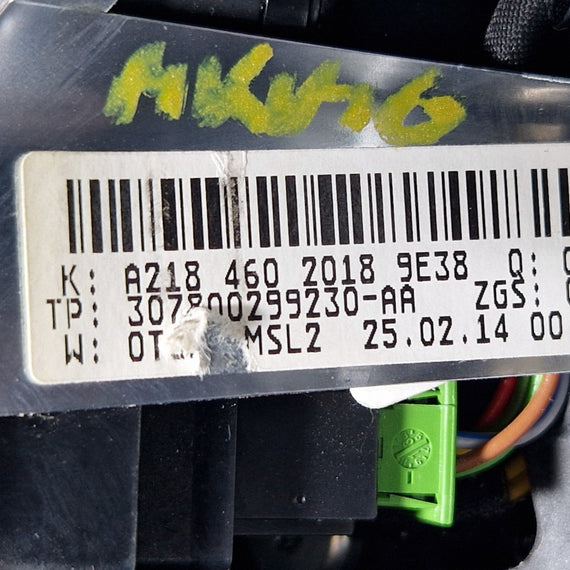 K: A218 460 2018 9E38 Q:
TP: 307800299230-AA ZGS:
W: MSL2 25.02.14 00